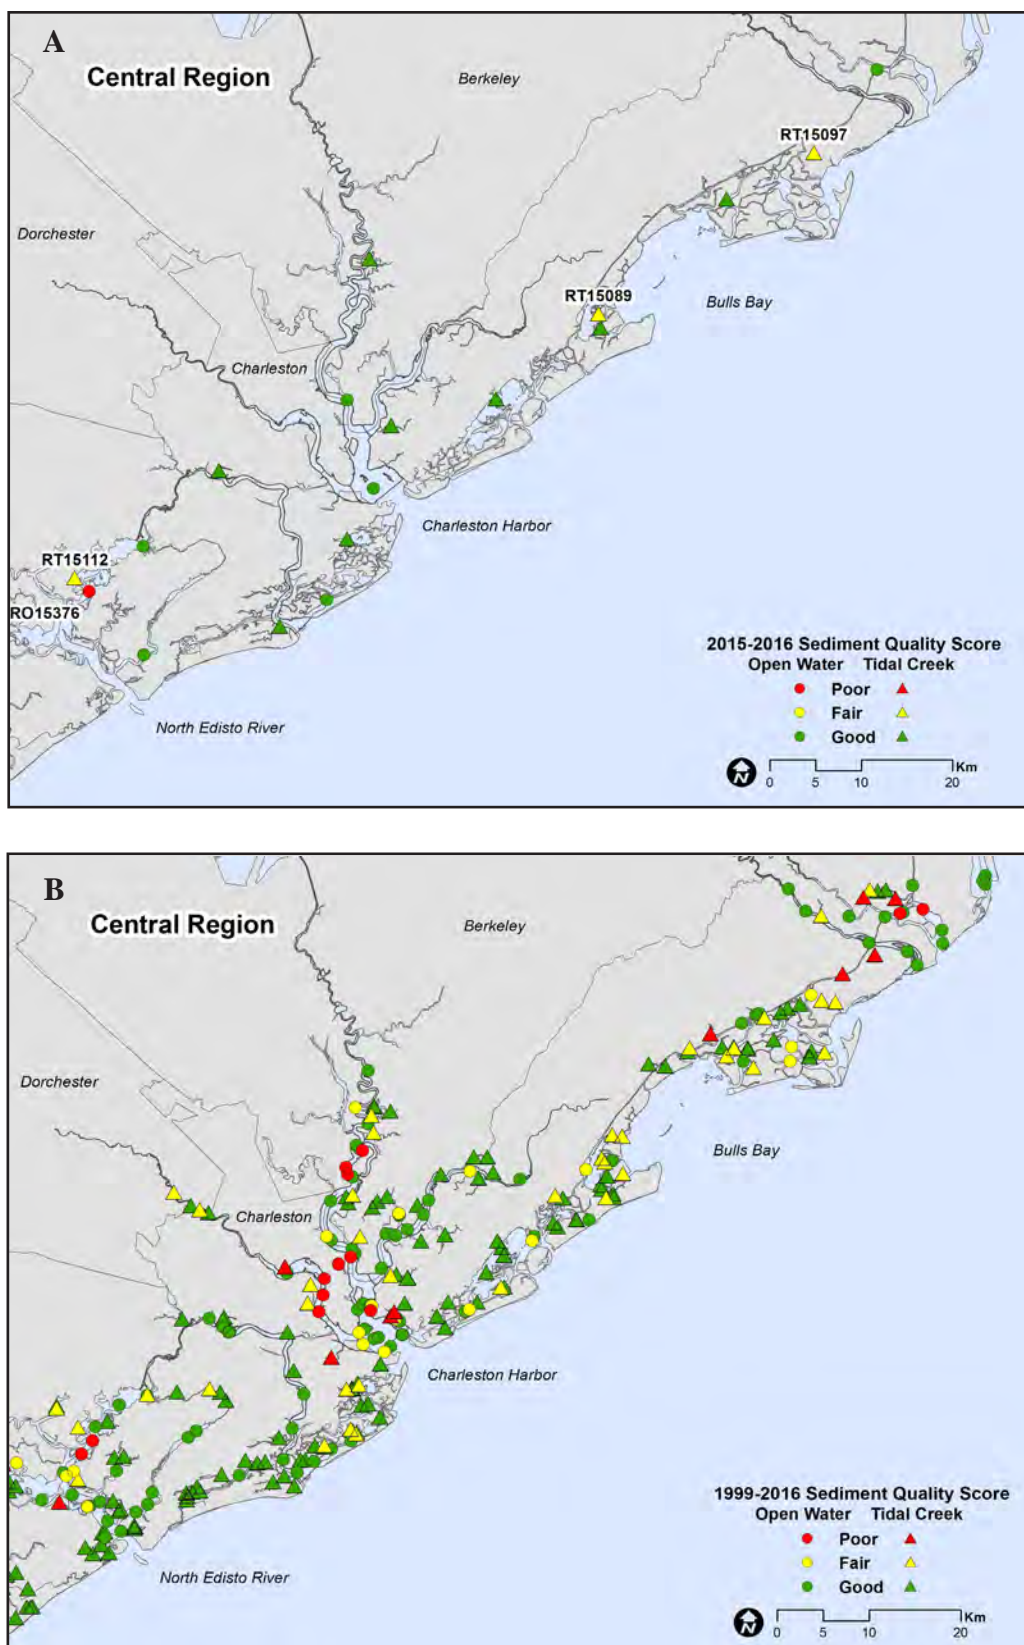 A
Central Region
Berkeley
RT15097
Dorchester
RT15089
Bulls Bay
Charleston
Charleston Harbor
RT15112
RO15376
North Edisto River
2015-2016 Sediment Quality Score
Open Water Tidal Creek
Poor
Fair
Good
N
0 5 10 20
Km
B
Central Region
Berkeley
Dorchester
Bulls Bay
Charleston
Charleston Harbor
North Edisto River
1999-2016 Sediment Quality Score
Open Water Tidal Creek
Poor
Fair
Good
N
0 5 10 20
Km